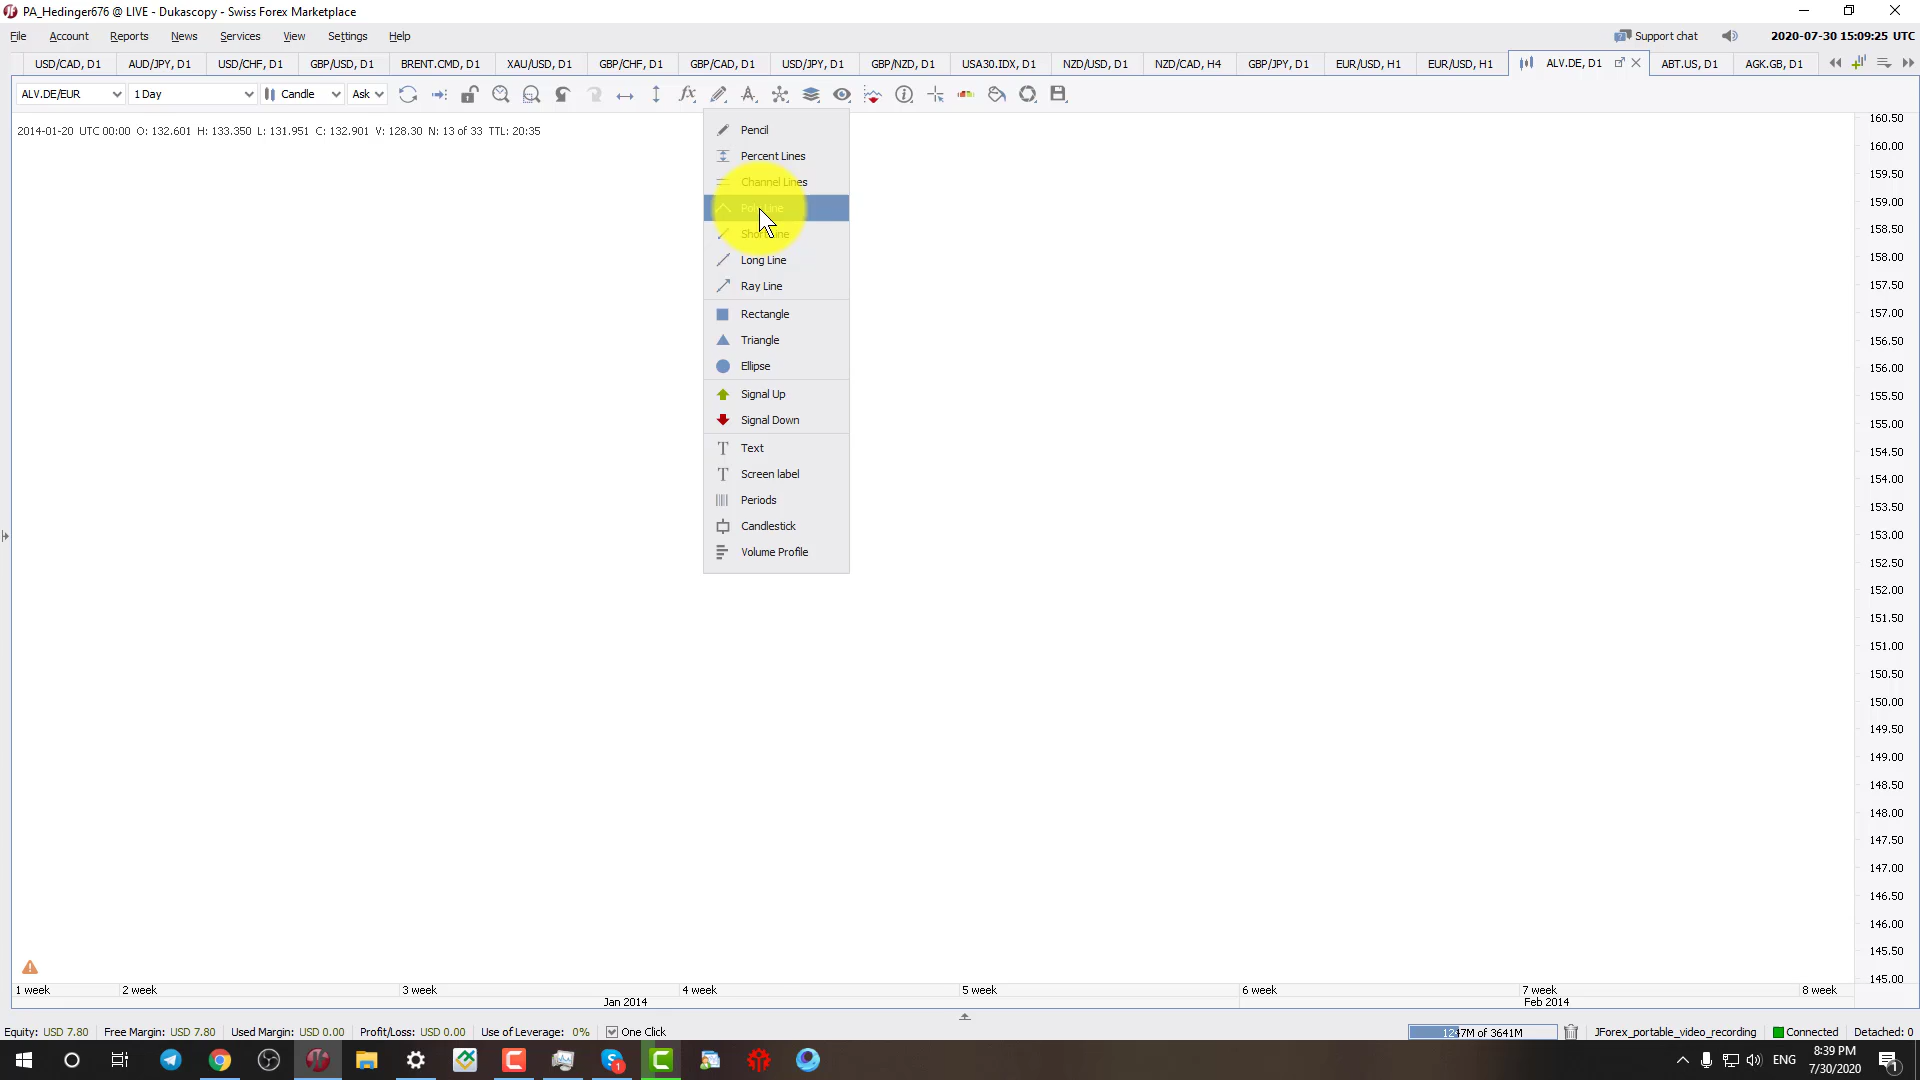 PA_Hedinger676 @ LIVE - Dukascopy - Swiss Forex Marketplace
File Account Reports News Services View Settings Help Support chat 2020-07-30 15:09:25 UTC
USD/CAD, D1 AUD/JPY, D1 USD/CHF, D1 GBP/USD, D1 BRENT.CMD, D1 XAU/USD, D1 GBP/CHF, D1 GBP/CAD, D1 USD/JPY, D1 GBP/NZD, D1 USA30.IDX, D1 NZD/USD, D1 NZD/CAD, H4 GBP/JPY, D1 EUR/USD, H1 EUR/USD, H1 ALV.DE, D1 ABT.US, D1 AGK.GB, D1
ALV.DE/EUR 1 Day Candle Ask
2014-01-20 UTC 00:00 O: 132.601 H: 133.350 L: 131.951 C: 132.901 V: 128.30 N: 13 of 33 TTL: 20:35
Pencil
Percent Lines
Channel Lines
Poly Line
Short Line
Long Line
Ray Line
Rectangle
Triangle
Ellipse
Signal Up
Signal Down
Text
Screen label
Periods
Candlestick
Volume Profile
160.50
160.00
159.50
159.00
158.50
158.00
157.50
157.00
156.50
156.00
155.50
155.00
154.50
154.00
153.50
153.00
152.50
152.00
151.50
151.00
150.50
150.00
149.50
149.00
148.50
148.00
147.50
147.00
146.50
146.00
145.50
145.00
1 week 2 week 3 week 4 week 5 week 6 week 7 week 8 week
Jan 2014 Feb 2014
Equity: USD 7.80 Free Margin: USD 7.80 Used Margin: USD 0.00 Profit/Loss: USD 0.00 Use of Leverage: 0% One Click of 3641M JForex_portable_video_recording Connected Detached: 0
ENG
8:39 PM
7/30/2020